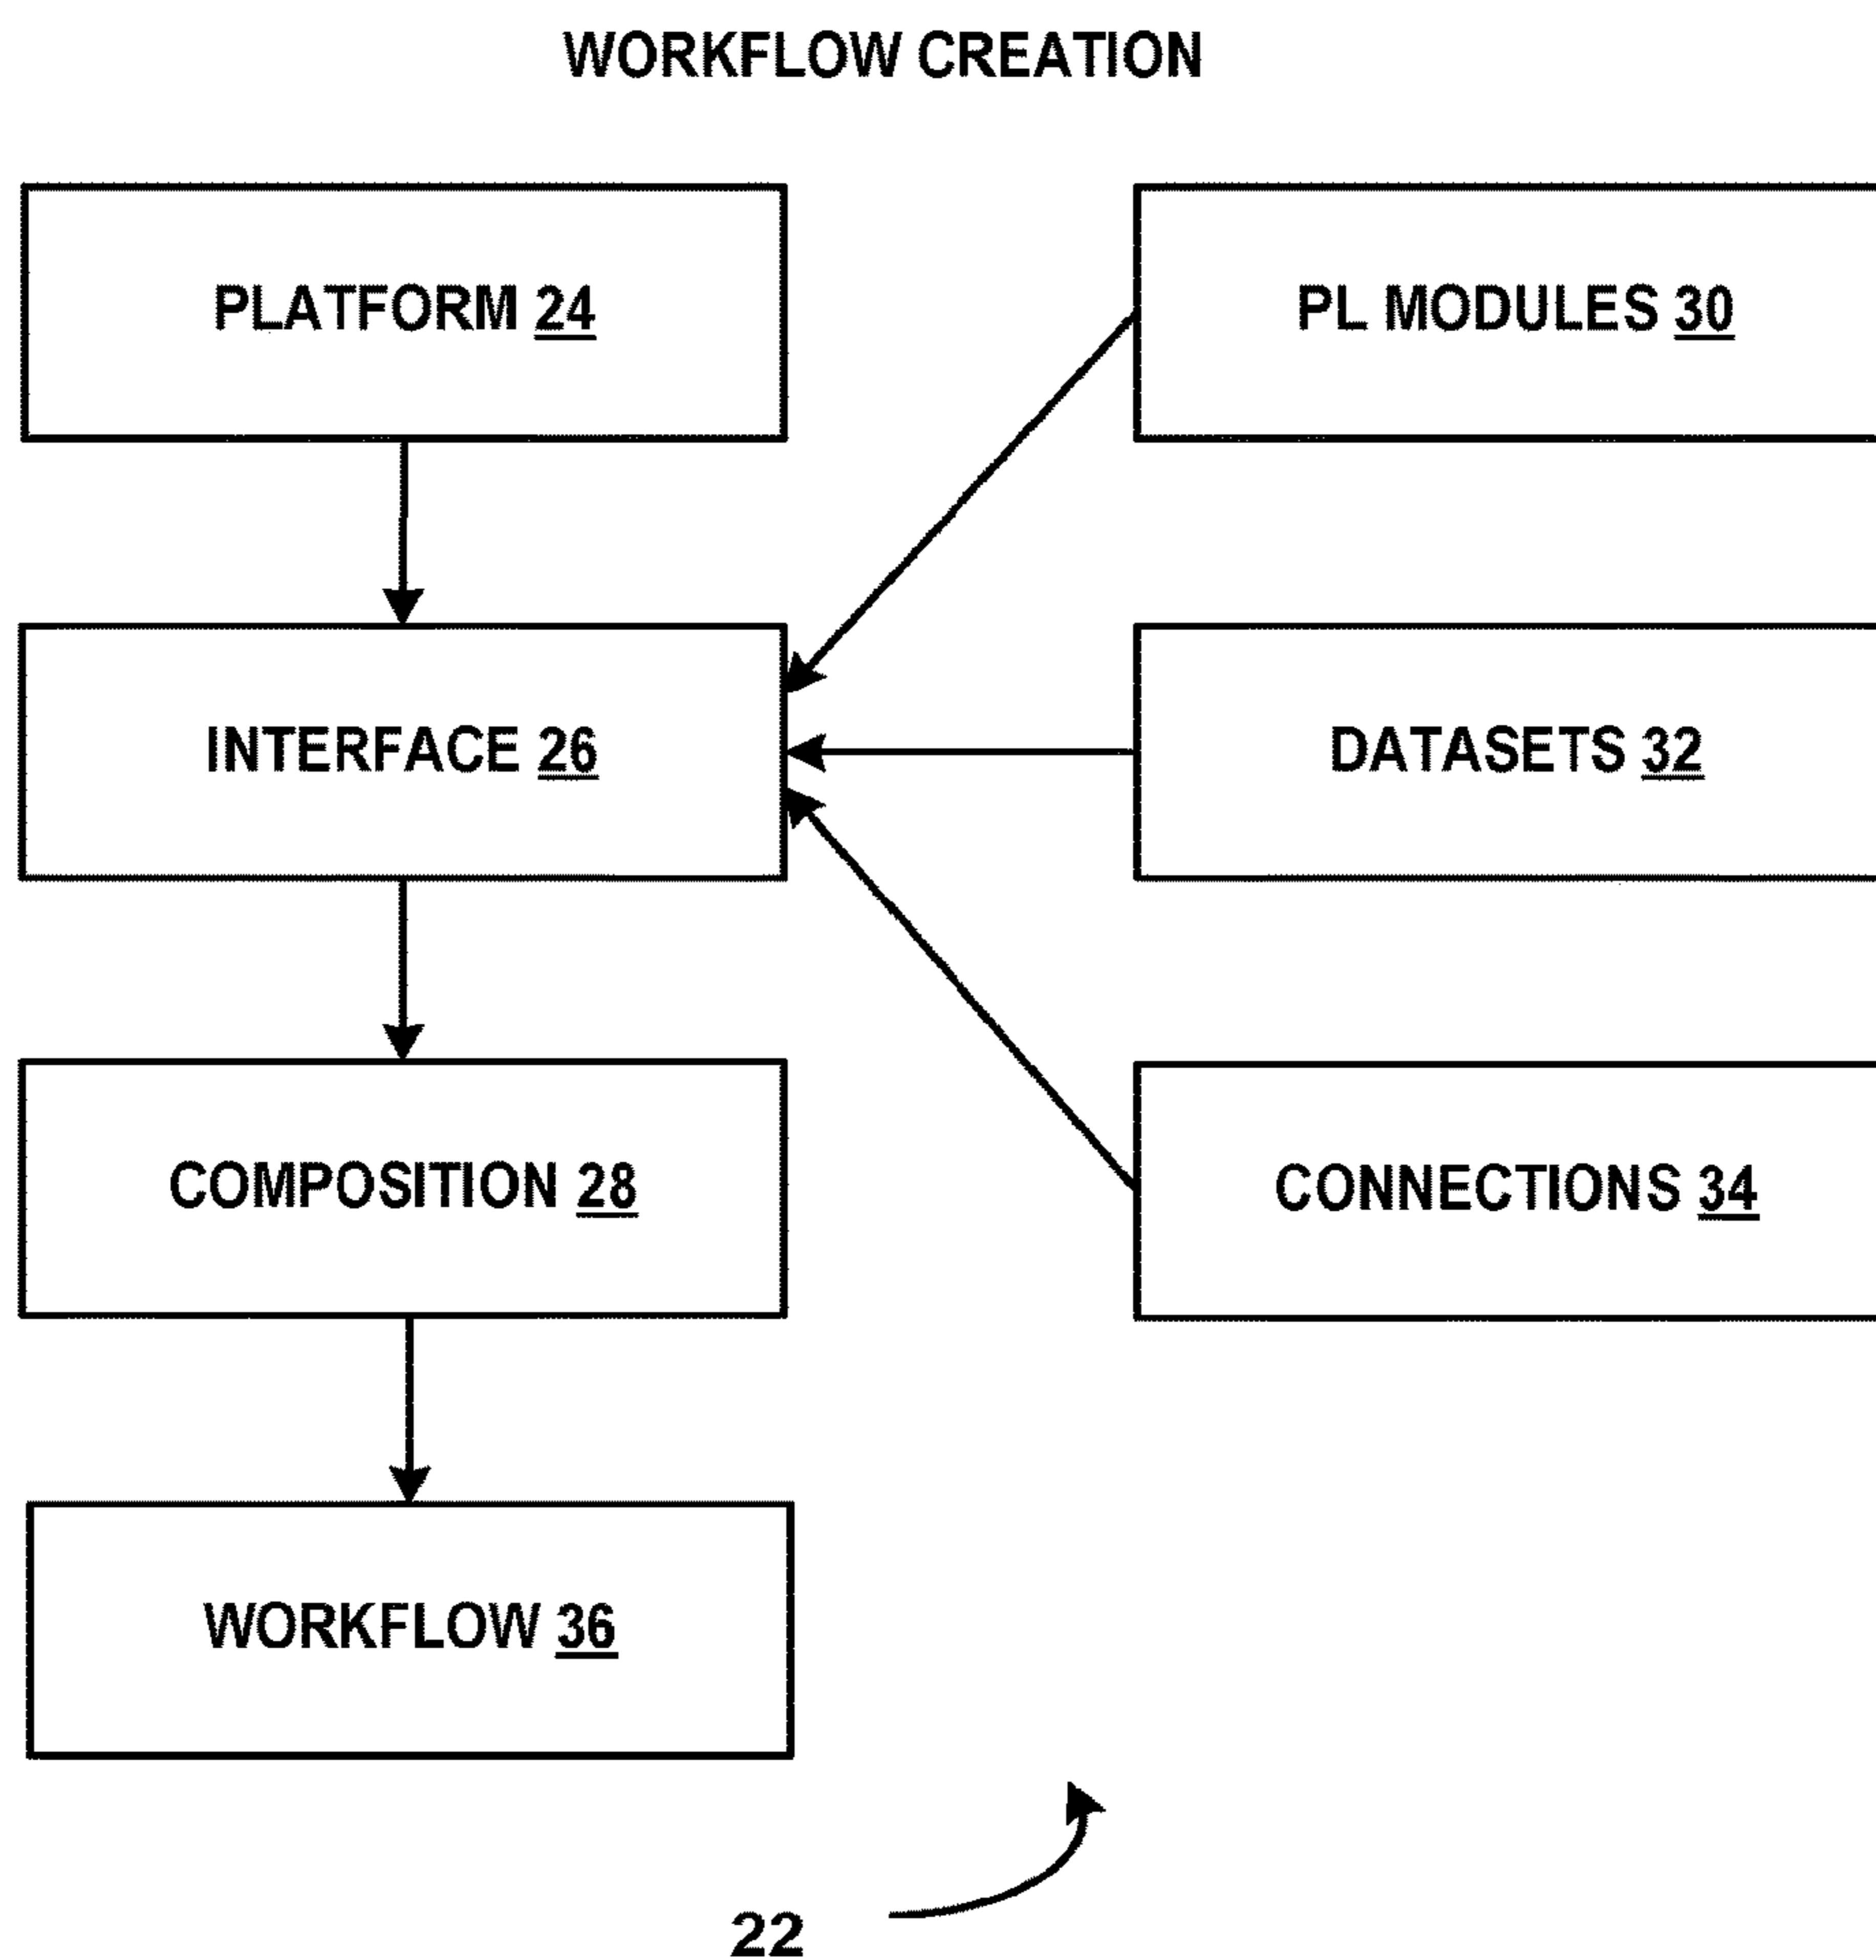 WORKFLOW CREATION
PLATFORM 24
PL MODULES 30
INTERFACE 26
DATASETS 32
COMPOSITION 28
CONNECTIONS 34
WORKFLOW 36
22